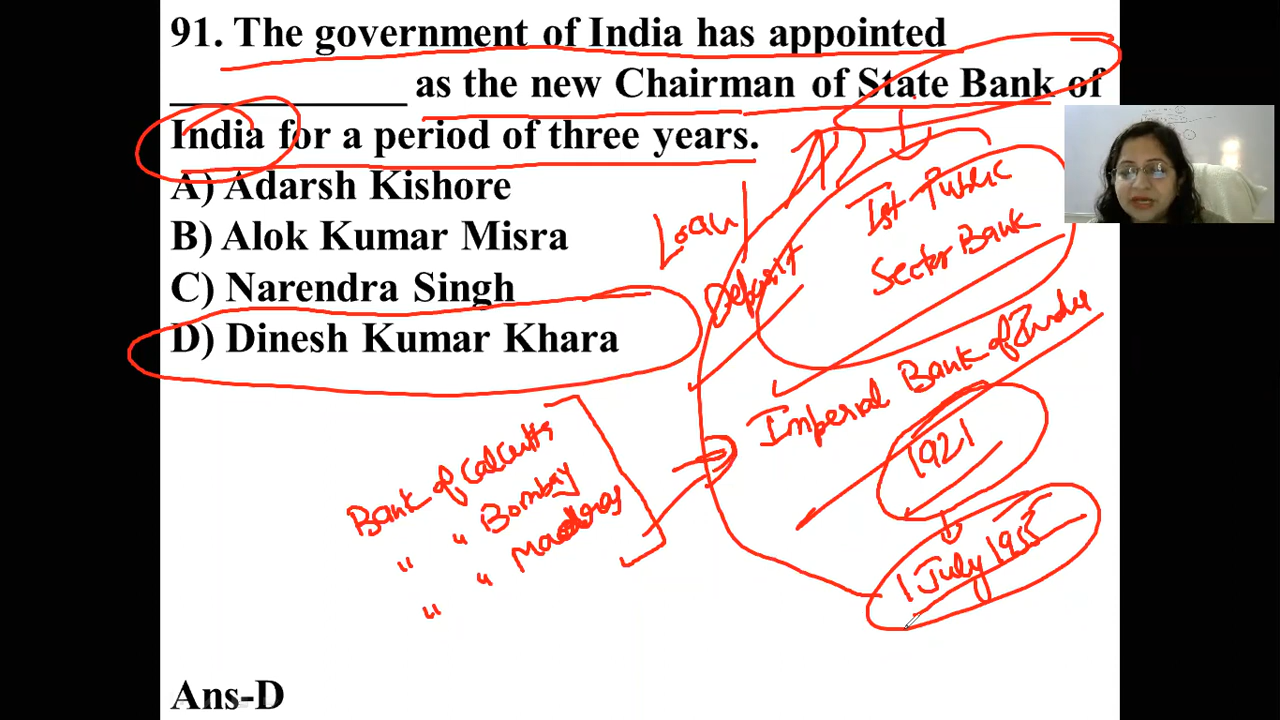 91. The government of India has appointed
____________ as the new Chairman of State Bank of
India for a period of three years.
A) Adarsh Kishore
B) Alok Kumar Misra
C) Narendra Singh
D) Dinesh Kumar Khara
Loan
Deposit
Ist Public
Sector Bank
Imperial Bank of India
1921
1 July 1955
Bank of Calcutta
" " Bombay
" " Madras
Ans-D